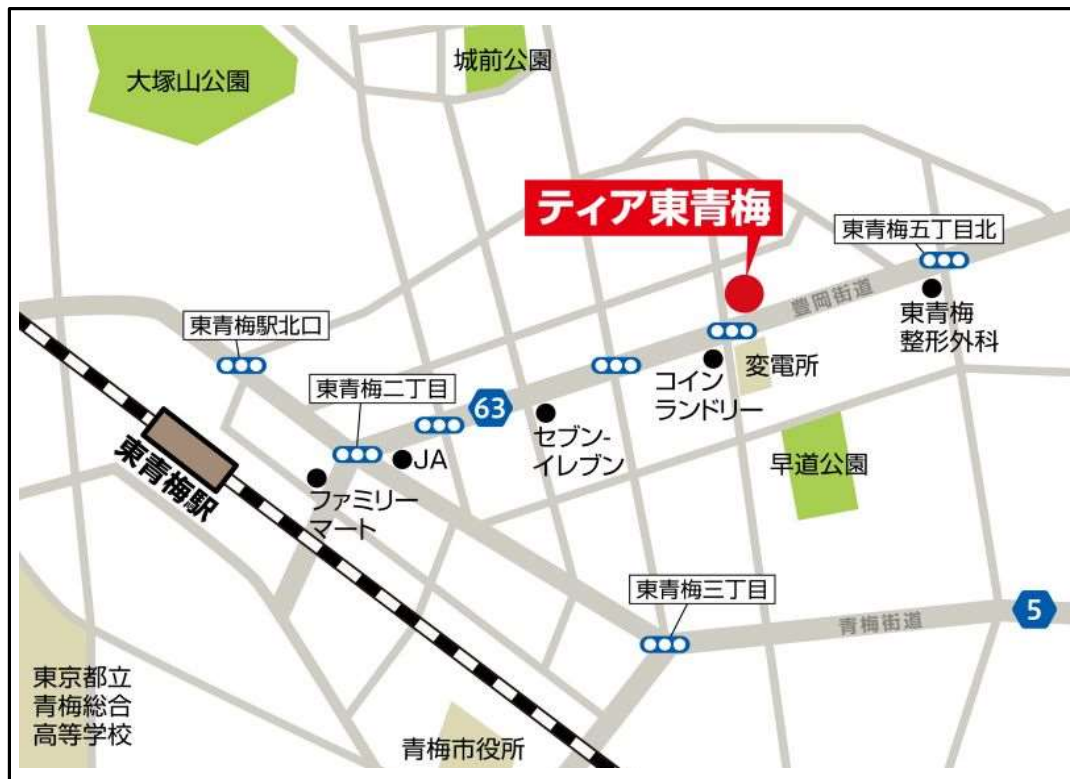 大塚山公園
城前公園
ティア東青梅
東青梅五丁目北
豊岡街道
東青梅
整形外科
東青梅駅北口
変電所
コイン
ランドリー
東青梅二丁目
63
セブン-
イレブン
JA
早道公園
東青梅駅
ファミリー
マート
東青梅三丁目
5
青梅街道
東京都立
青梅総合
高等学校
青梅市役所